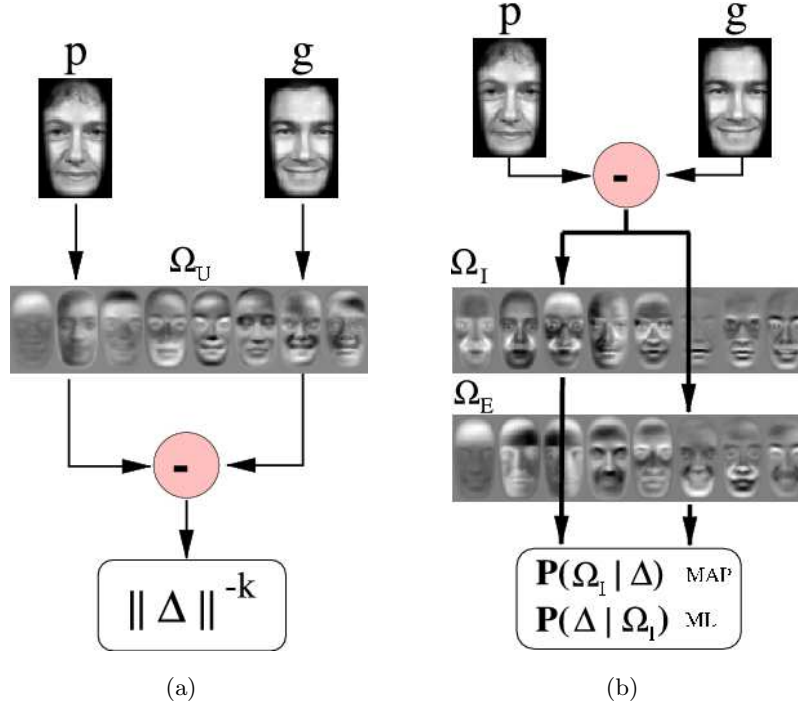 p g
Ω_U
-
‖ Δ ‖^-k
(a)
p g
-
Ω_I
Ω_E
P(Ω_I | Δ) MAP
P(Δ | Ω_I) ML
(b)